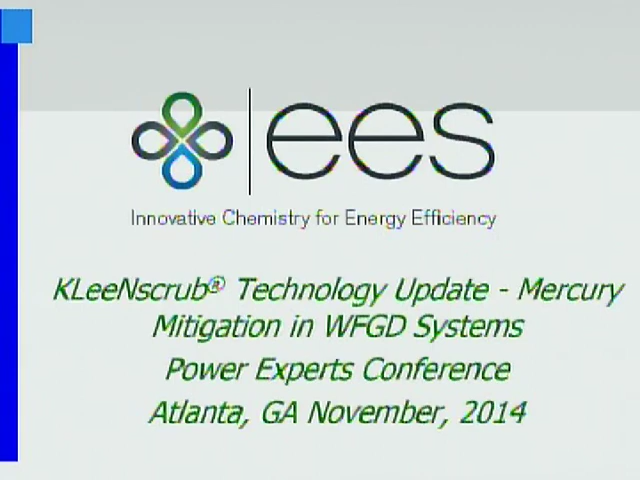 ees
Innovative Chemistry for Energy Efficiency
KLeeNscrub® Technology Update - Mercury
Mitigation in WFGD Systems
Power Experts Conference
Atlanta, GA November, 2014